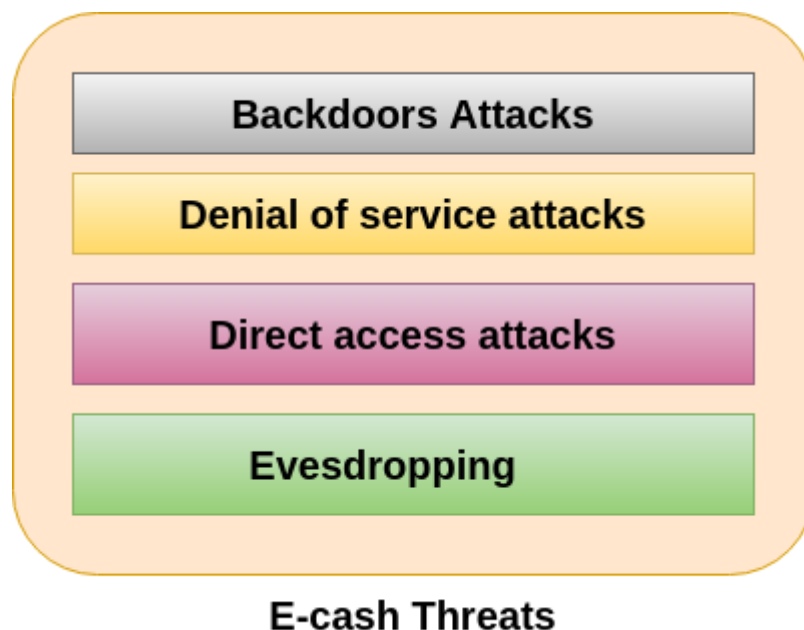 Backdoors Attacks
Denial of service attacks
Direct access attacks
Evesdropping
E-cash Threats